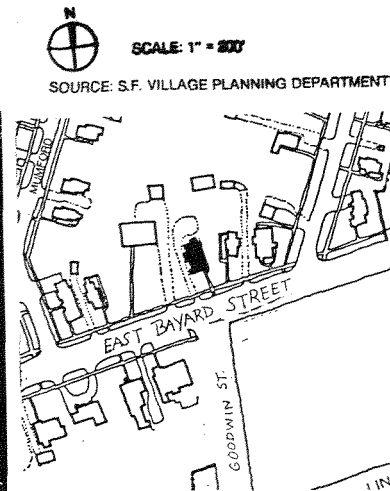 N
SCALE: 1" = 200'
SOURCE: S.F. VILLAGE PLANNING DEPARTMENT
MUMFORD
EAST BAYARD STREET
GOODWIN ST.